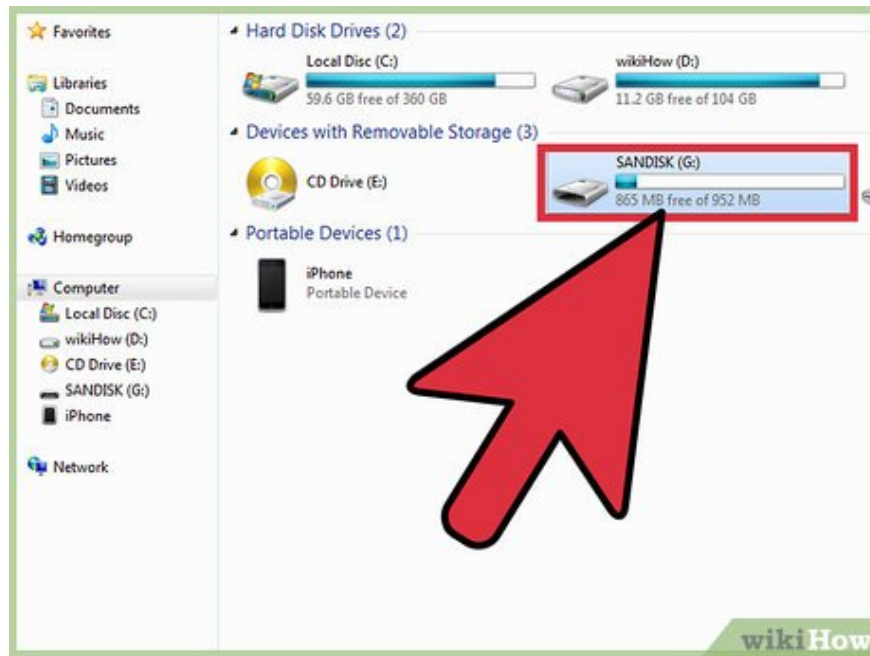 Favorites
Libraries
Documents
Music
Pictures
Videos
Homegroup
Computer
Local Disc (C:)
wikiHow (D:)
CD Drive (E:)
SANDISK (G:)
iPhone
Network
Hard Disk Drives (2)
Local Disc (C:)
59.6 GB free of 360 GB
wikiHow (D:)
11.2 GB free of 104 GB
Devices with Removable Storage (3)
CD Drive (E:)
SANDISK (G:)
865 MB free of 952 MB
Portable Devices (1)
iPhone
Portable Device
wikiHow